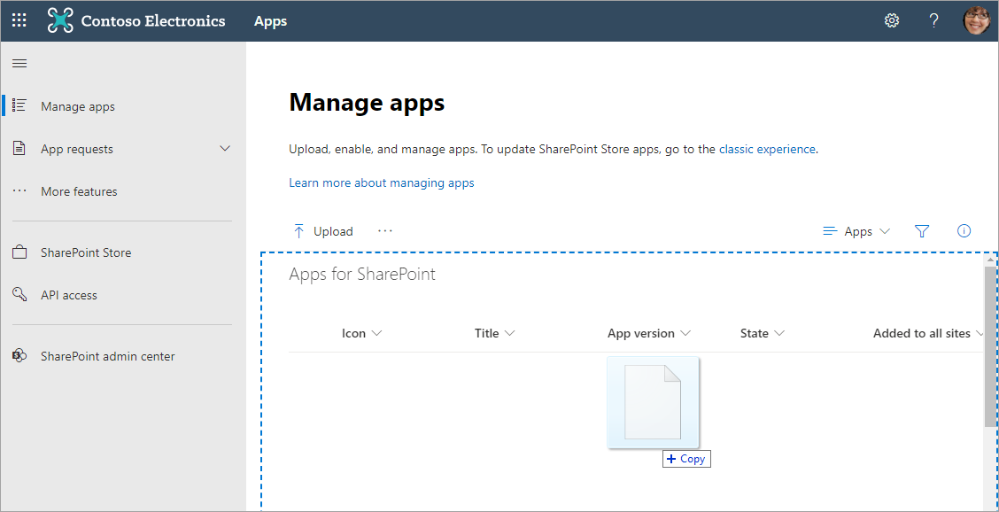 Contoso Electronics
Apps
?
Manage apps
App requests
More features
SharePoint Store
API access
SharePoint admin center
Manage apps
Upload, enable, and manage apps. To update SharePoint Store apps, go to the classic experience.
Learn more about managing apps
Upload
Apps
Apps for SharePoint
Icon Title App version State Added to all sites
+ Copy